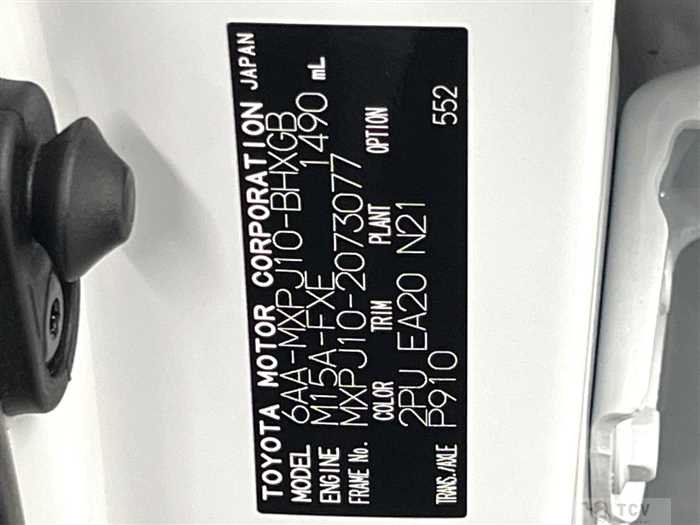 TOYOTA MOTOR CORPORATION JAPAN
MODEL 6AA-MXPJ10-BHXGB
ENGINE M15A-FXE 1490 mL
FRAME No. MXPJ10-2073077
COLOR TRIM PLANT OPTION
2PU EA20 N21
TRANS./AXLE P910 552
TCV